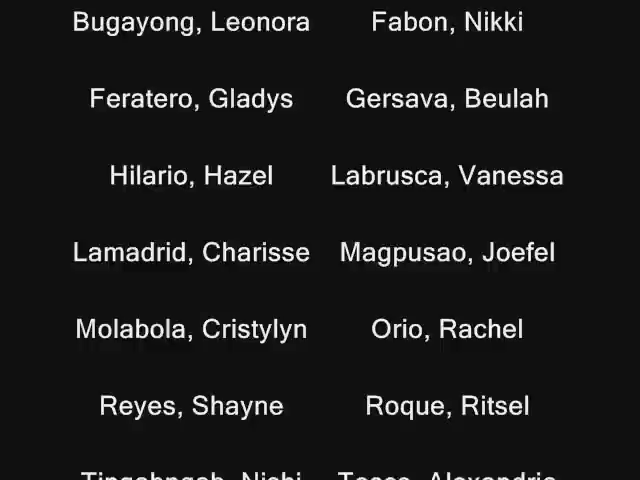 Bugayong, Leonora Fabon, Nikki
Feratero, Gladys Gersava, Beulah
Hilario, Hazel Labrusca, Vanessa
Lamadrid, Charisse Magpusao, Joefel
Molabola, Cristylyn Orio, Rachel
Reyes, Shayne Roque, Ritsel